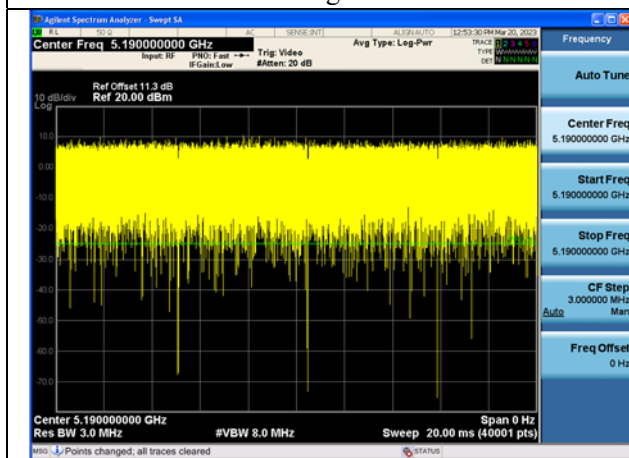 Agilent Spectrum Analyzer - Swept SA
RL 50 Ω AC SENSE:INT ALIGN AUTO 12:53:30 PM Mar 20, 2023
Center Freq 5.190000000 GHz
Input: RF PNO: Fast Trig: Video Avg Type: Log-Pwr TRACE 1 2 3 4 5 6
IFGain:Low #Atten: 20 dB TYPE
DET N N N N N N
Frequency
Auto Tune
Ref Offset 11.3 dB
10 dB/div Ref 20.00 dBm
Log
10.0
0.00
-10.0
-20.0
-30.0
-40.0
-50.0
-60.0
-70.0
Center Freq
5.190000000 GHz
Start Freq
5.190000000 GHz
Stop Freq
5.190000000 GHz
CF Step
3.000000 MHz
Auto Man
Freq Offset
0 Hz
Center 5.190000000 GHz Span 0 Hz
Res BW 3.0 MHz #VBW 8.0 MHz Sweep 20.00 ms (40001 pts)
MSG Points changed; all traces cleared STATUS